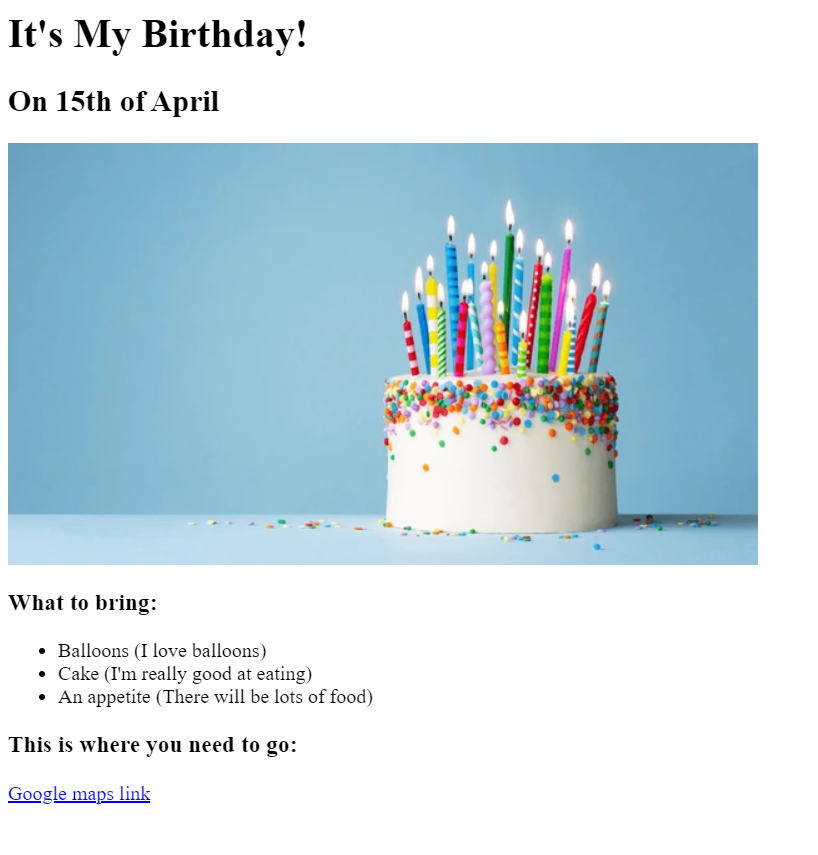 It's My Birthday!
On 15th of April
What to bring:
Balloons (I love balloons)
Cake (I'm really good at eating)
An appetite (There will be lots of food)
This is where you need to go:
Google maps link